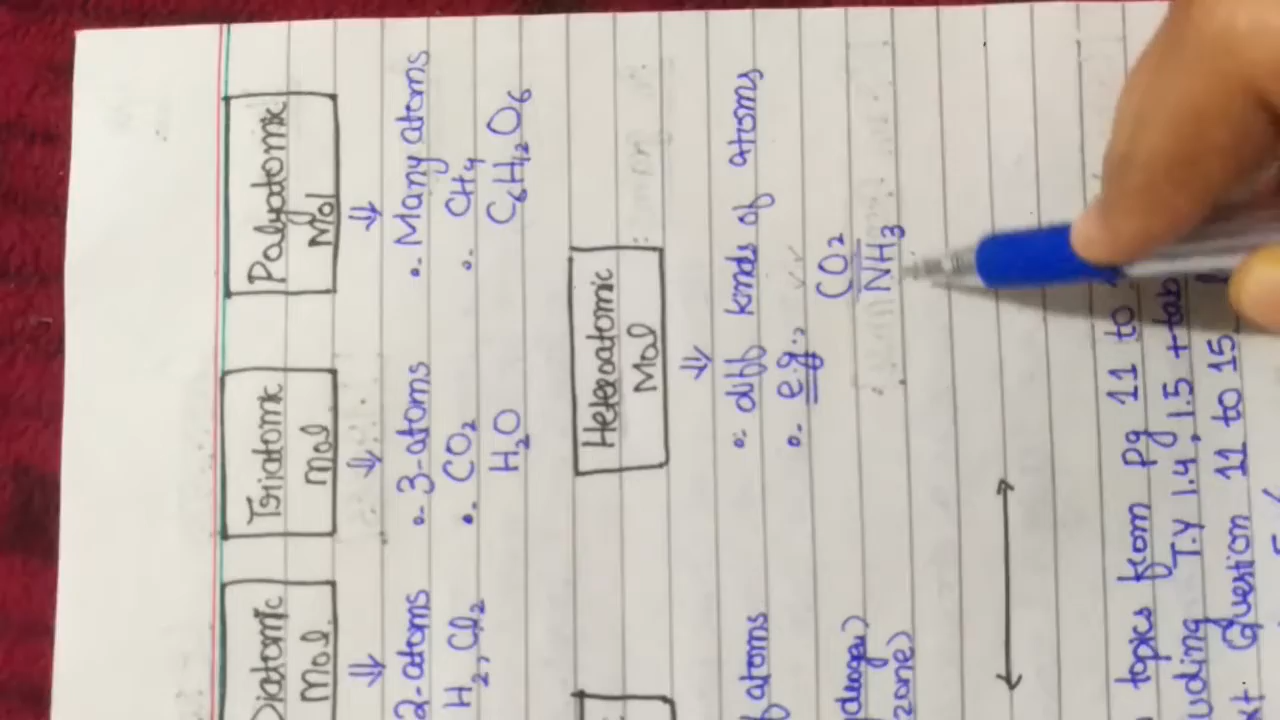 Diatomic Mol.
2-atoms
H₂, Cl₂
Triatomic Mol.
3-atoms
CO₂
H₂O
Polyatomic Mol
Many atoms
CH₄
C₆H₁₂O₆
atoms
Heteroatomic Mol
diff kinds of atoms
e.g.,
CO₂
NH₃
topics from Pg 11 to
T.Y 1.4, 1.5 +
Question 11 to 15